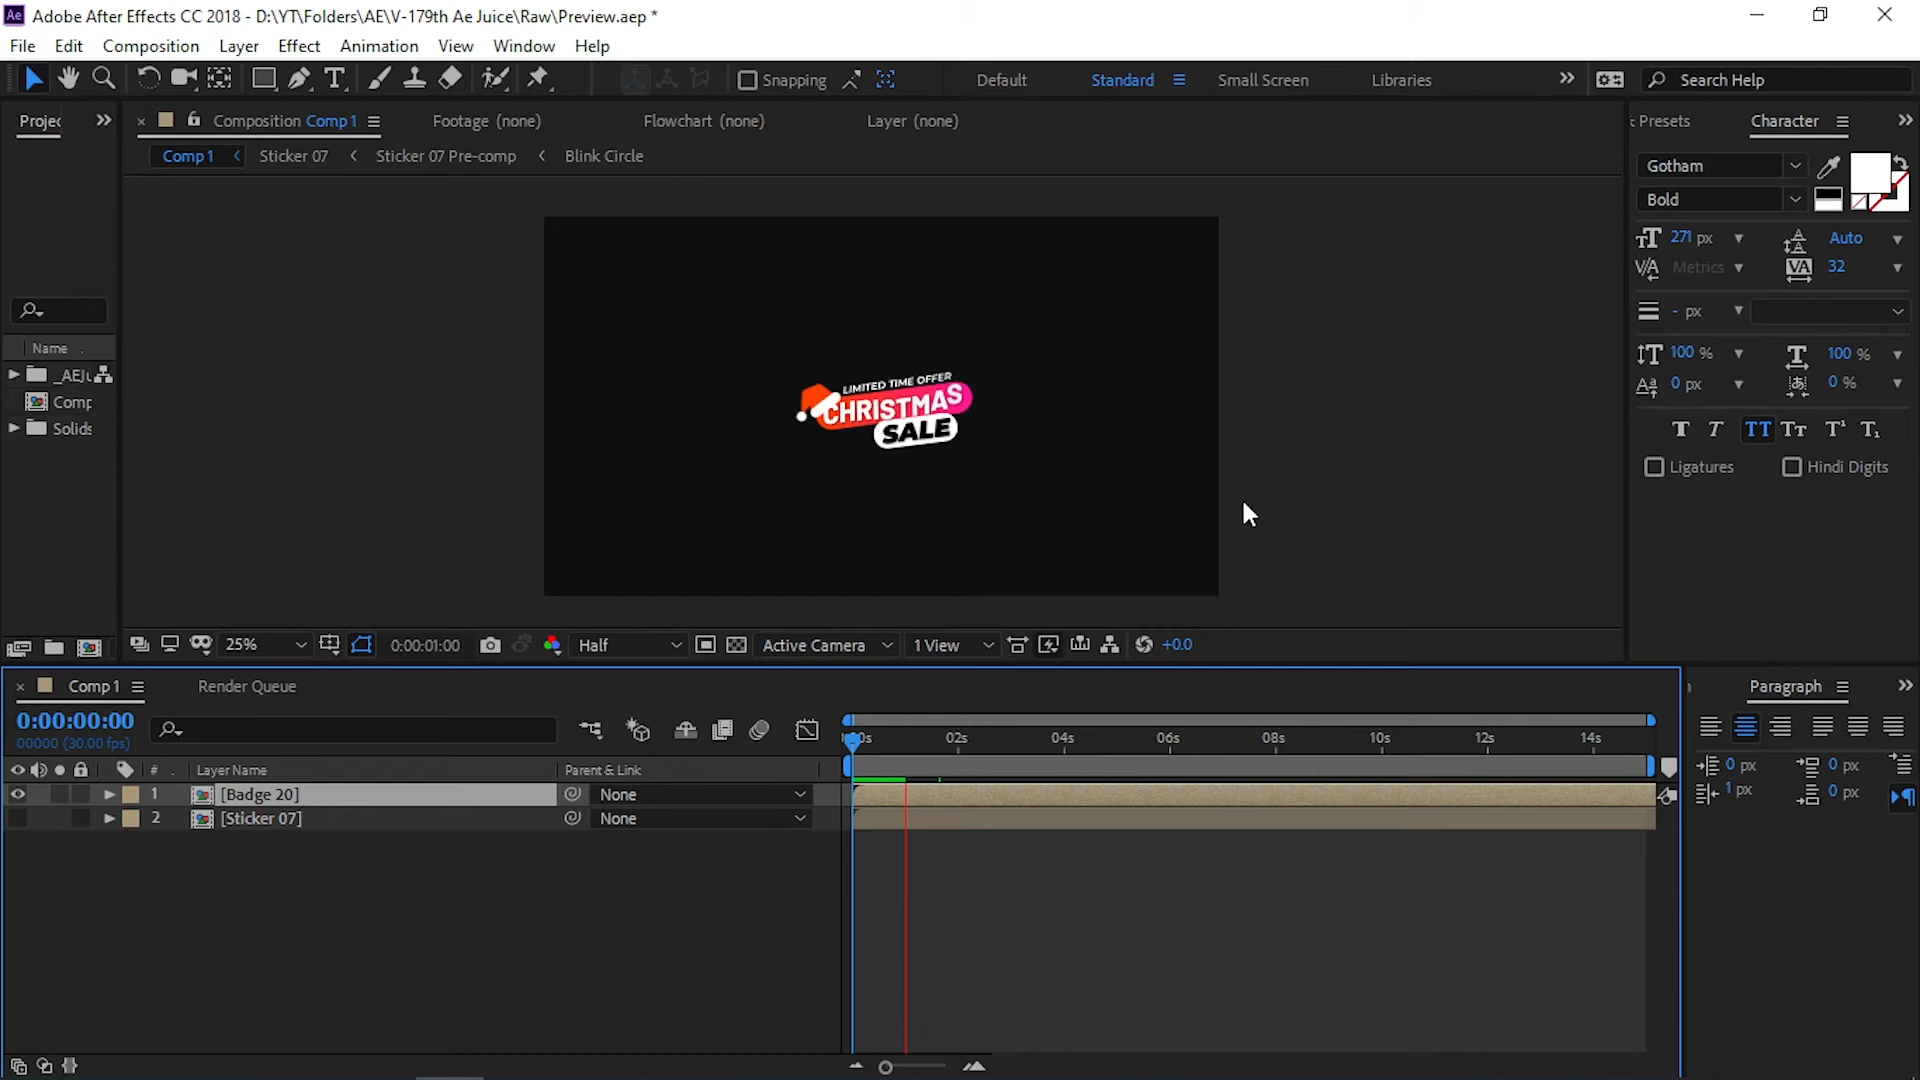 Ae Adobe After Effects CC 2018 - D:\YT\Folders\AE\V-179th Ae Juice\Raw\Preview.aep *
File Edit Composition Layer Effect Animation View Window Help
Snapping Default Standard Small Screen Libraries Search Help
Composition Comp 1 Footage (none) Flowchart (none) Layer (none) Presets Character
Comp 1 Sticker 07 Sticker 07 Pre-comp Blink Circle
Gotham
Bold
271 px Auto
Metrics 32
- px
100 % 100 %
0 px 0 %
Ligatures Hindi Digits
Name
Solids
LIMITED TIME OFFER
CHRISTMAS
SALE
25% 0:00:01:00 Half Active Camera 1 View +0.0
Comp 1 Render Queue Paragraph
0:00:00:00
00000 (30.00 fps)
02s 04s 06s 08s 10s 12s 14s
# Layer Name Parent & Link
1 [Badge 20] None
2 [Sticker 07] None
0 px 0 px
1 px 0 px